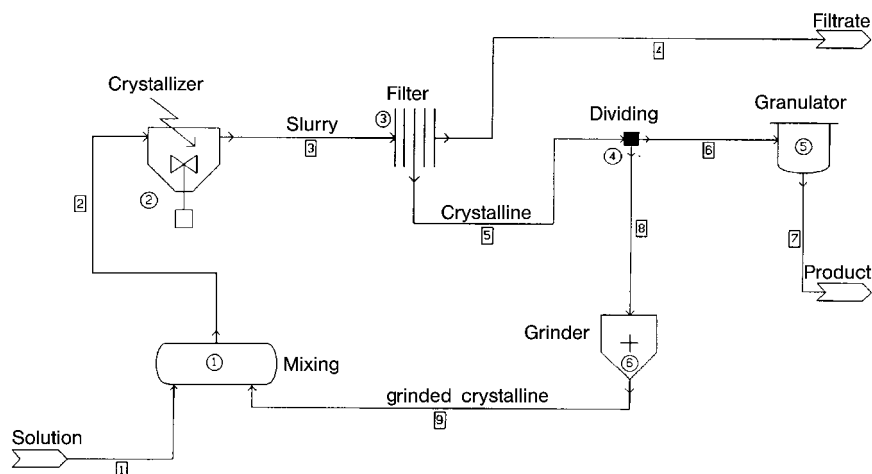 Filtrate
4
Crystallizer
Filter
3
Dividing
Granulator
Slurry
3
4
6
5
2
2
Crystalline
5
8
7
Product
Grinder
6
1
Mixing
grinded crystalline
9
Solution
1